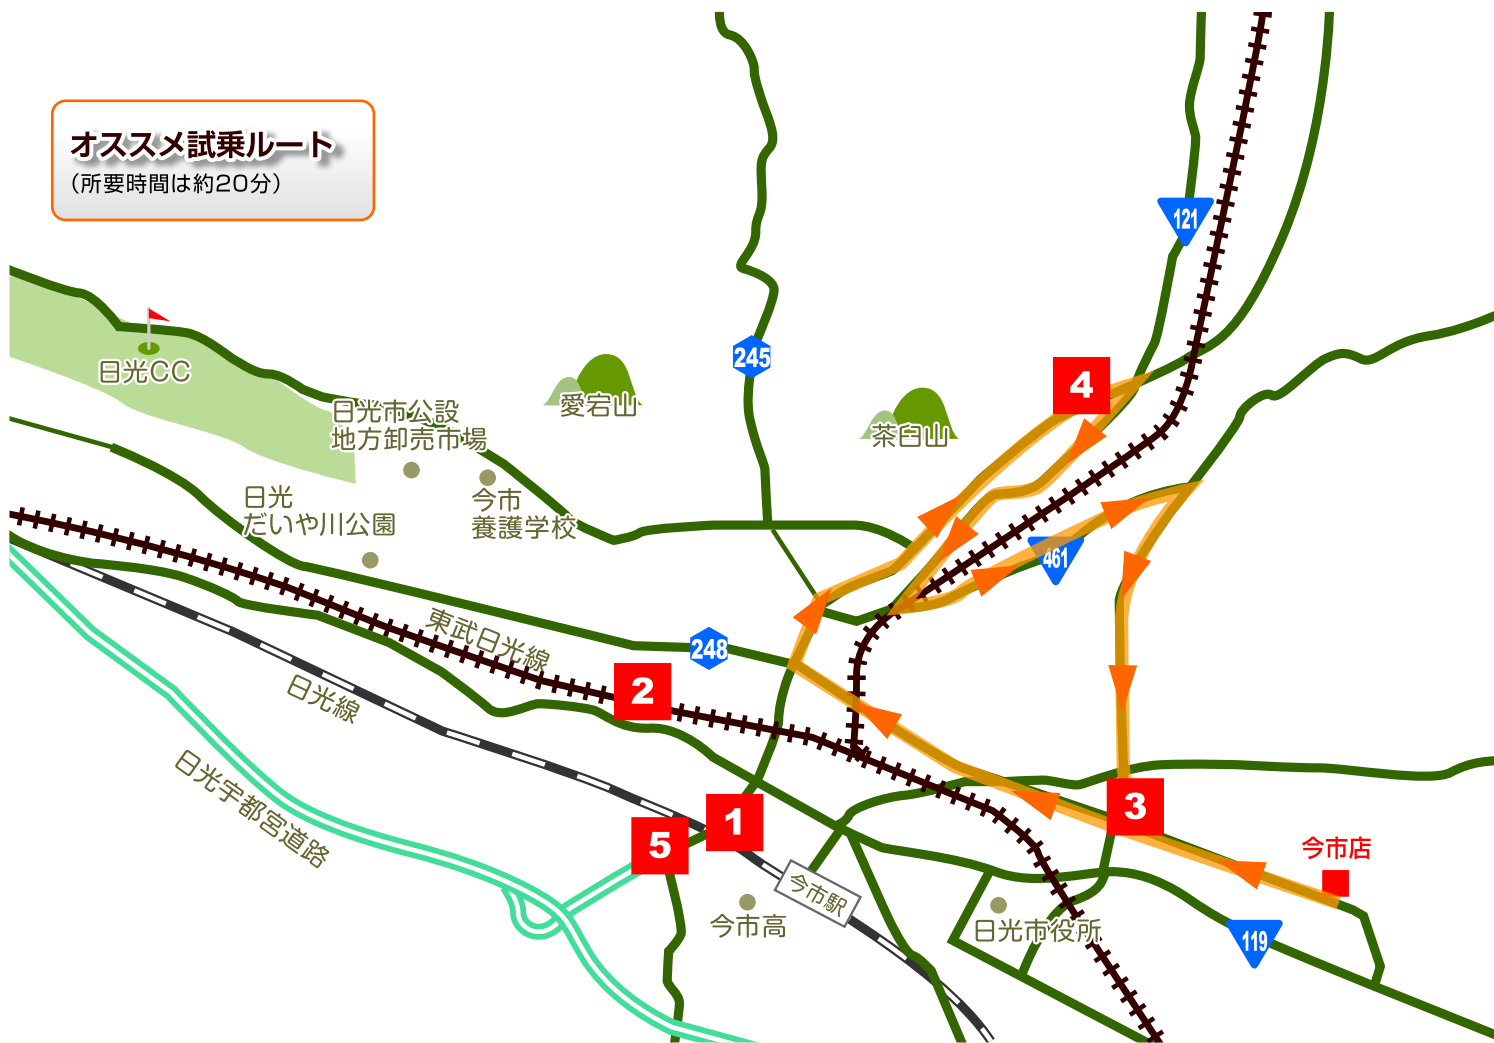 オススメ試乗ルート
（所要時間は約20分）
121
245
日光CC
4
愛宕山
日光市公設
地方卸売市場
茶臼山
日光
だいや川公園
今市
養護学校
461
東武日光線
248
2
日光線
日光宇都宮道路
3
1
5
今市店
今市駅
今市高
日光市役所
119